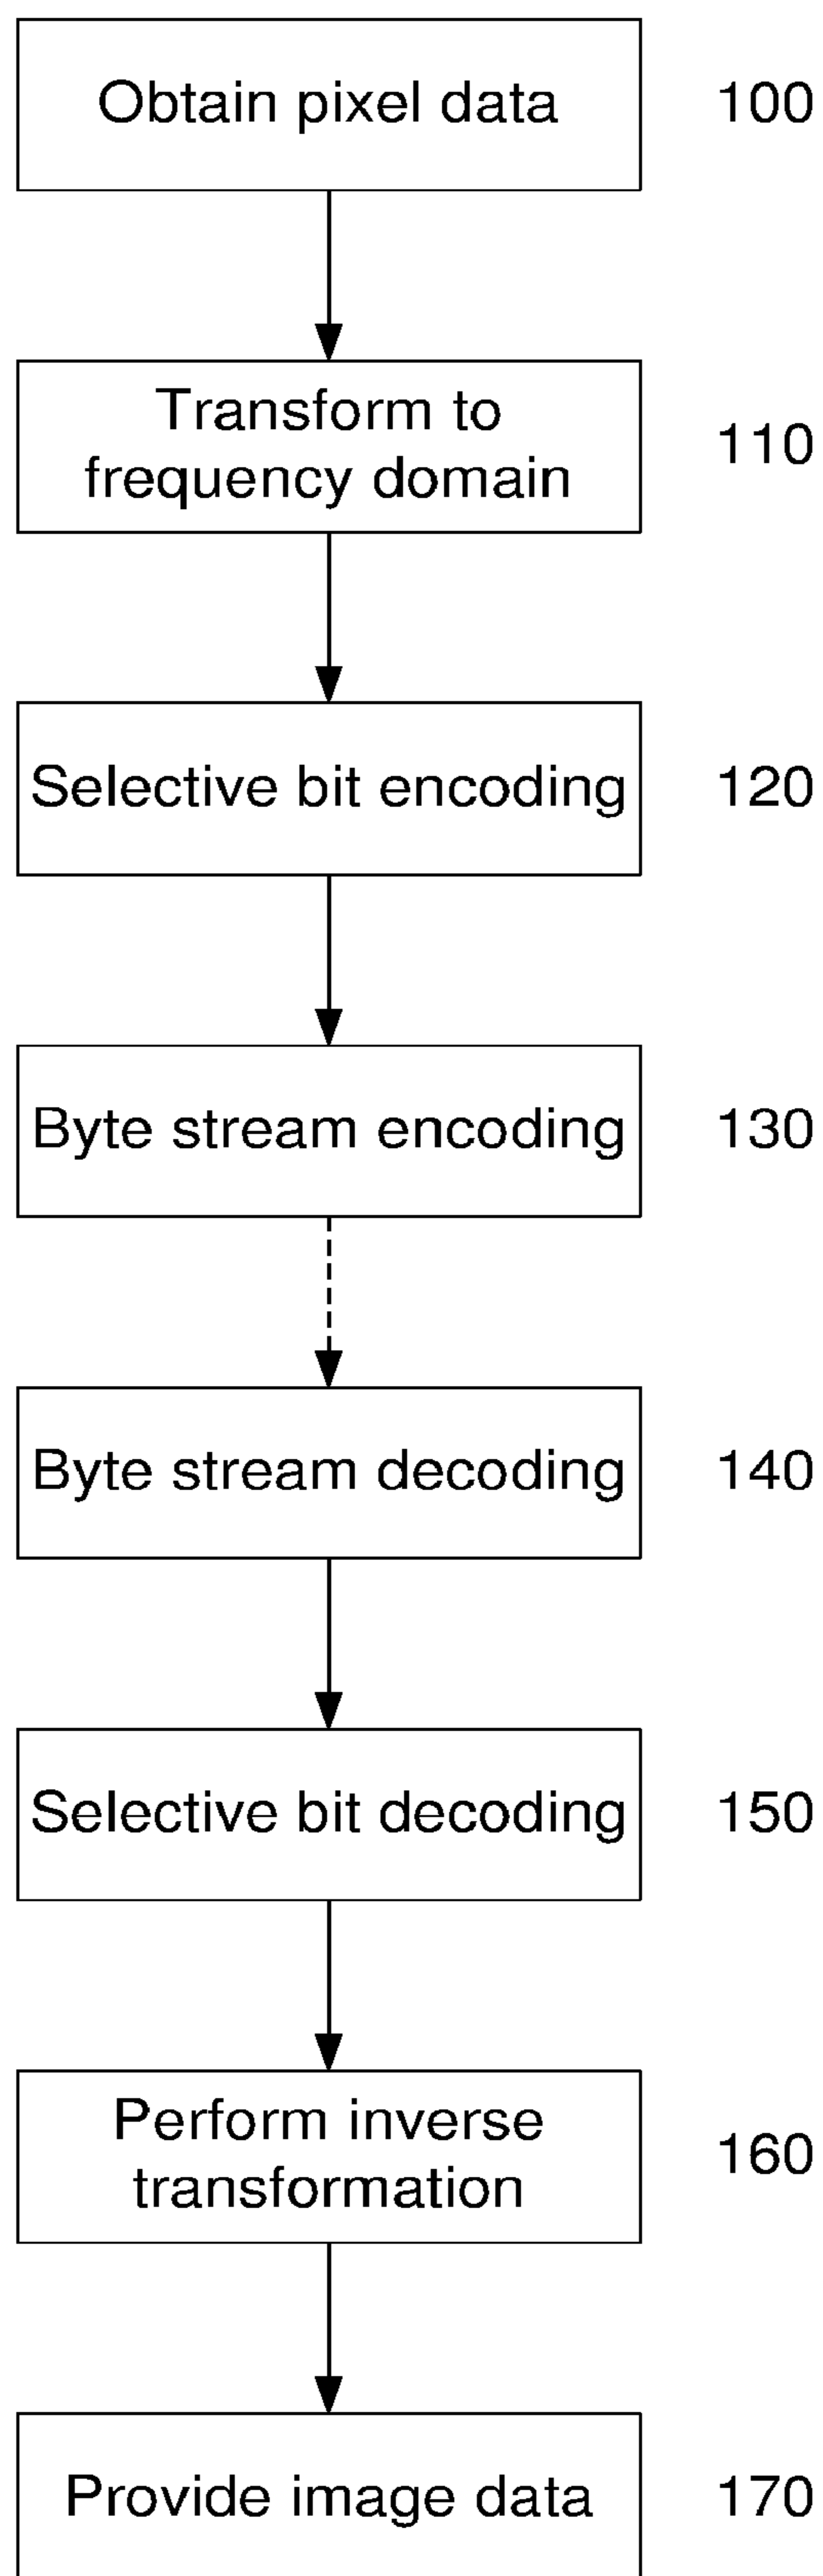 Obtain pixel data 100
Transform to
frequency domain 110
Selective bit encoding 120
Byte stream encoding 130
Byte stream decoding 140
Selective bit decoding 150
Perform inverse
transformation 160
Provide image data 170